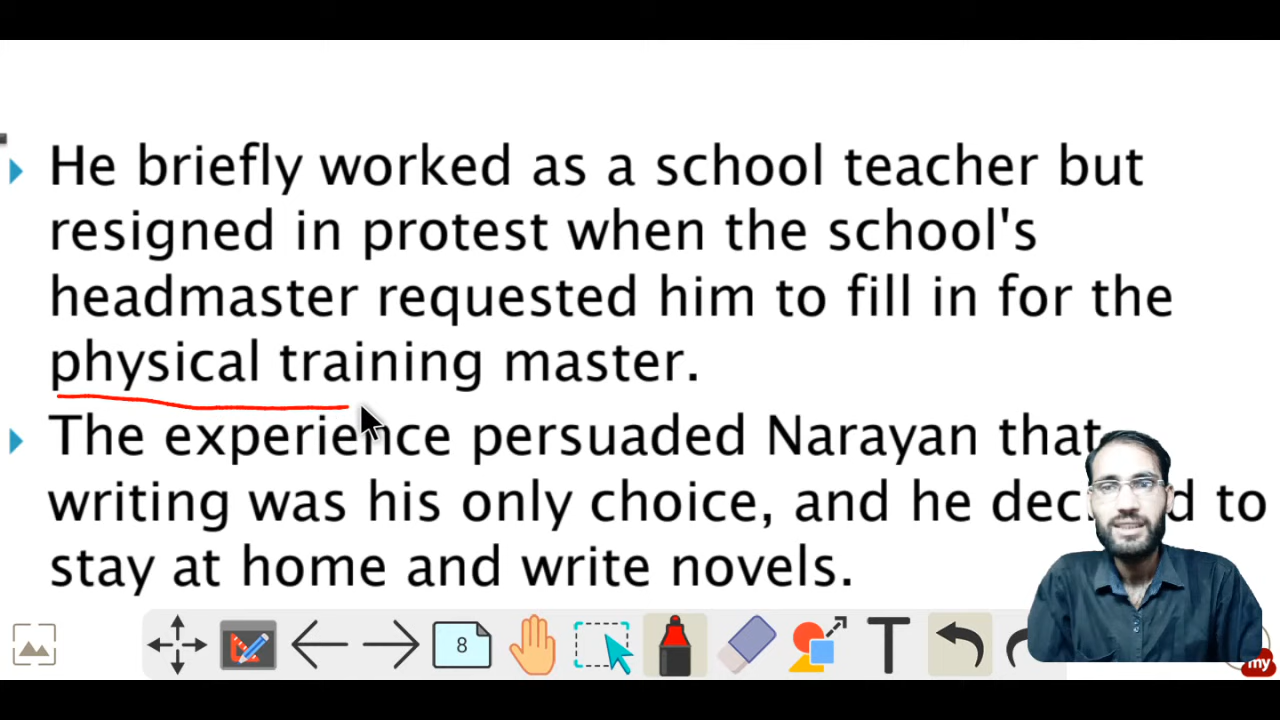 He briefly worked as a school teacher but
resigned in protest when the school's
headmaster requested him to fill in for the
physical training master.
The experience persuaded Narayan that
writing was his only choice, and he decided to
stay at home and write novels.
8
T
my